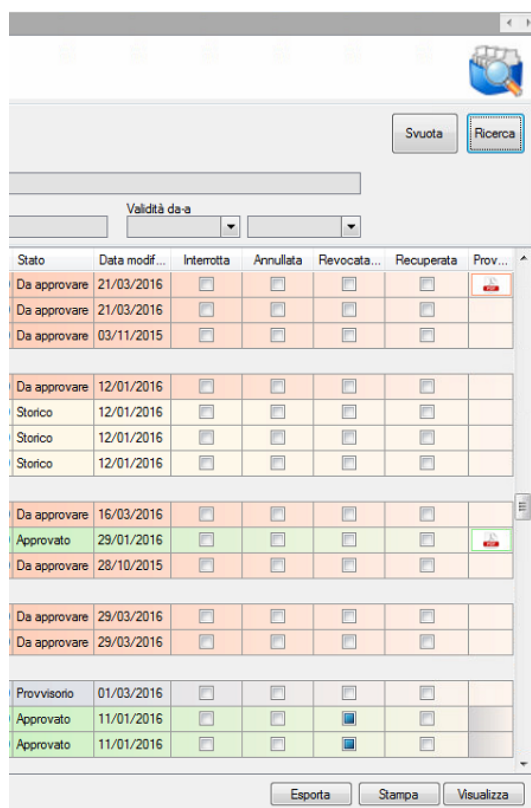 Svuota Ricerca
Validità da-a
Stato Data modif... Interrotta Annullata Revocata... Recuperata Prov...
Da approvare 21/03/2016
Da approvare 21/03/2016
Da approvare 03/11/2015
Da approvare 12/01/2016
Storico 12/01/2016
Storico 12/01/2016
Storico 12/01/2016
Da approvare 16/03/2016
Approvato 29/01/2016
Da approvare 28/10/2015
Da approvare 29/03/2016
Da approvare 29/03/2016
Provvisorio 01/03/2016
Approvato 11/01/2016
Approvato 11/01/2016
Esporta Stampa Visualizza